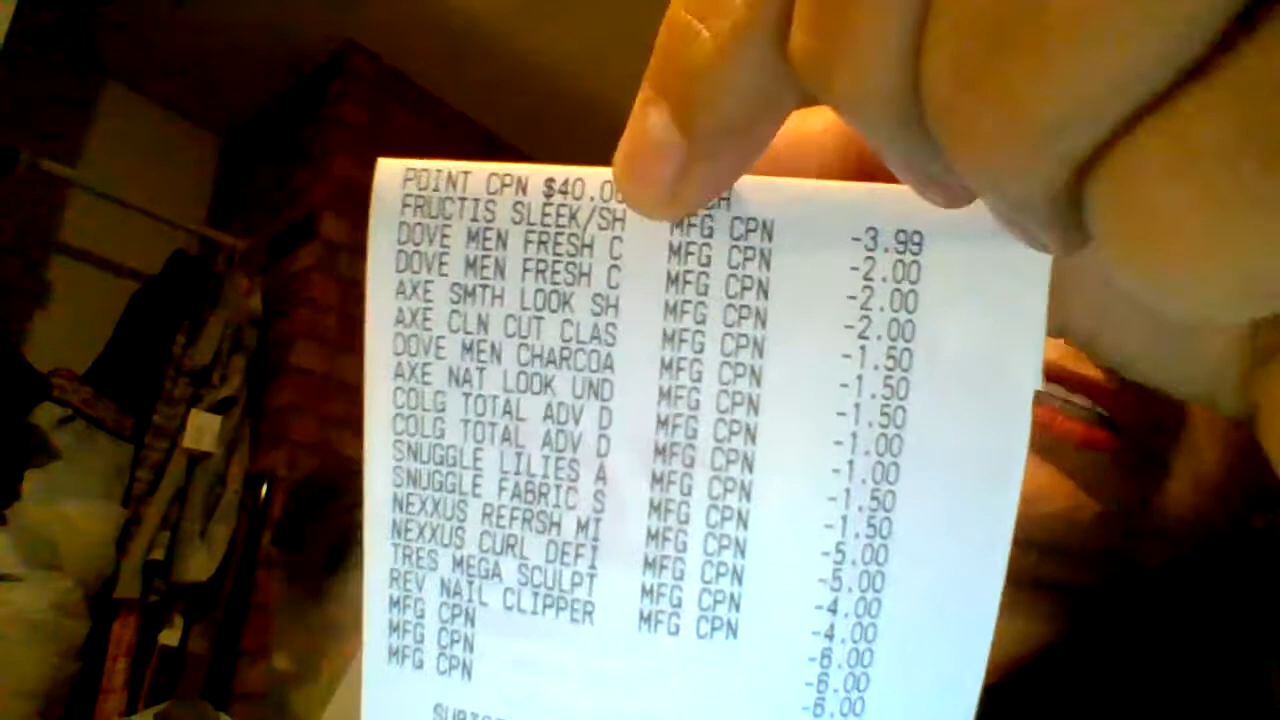 POINT CPN $40.0
FRUCTIS SLEEK/SH MFG CPN -3.99
DOVE MEN FRESH C MFG CPN -2.00
DOVE MEN FRESH C MFG CPN -2.00
AXE SMTH LOOK SH MFG CPN -2.00
AXE CLN CUT CLAS MFG CPN -1.50
DOVE MEN CHARCOA MFG CPN -1.50
AXE NAT LOOK UND MFG CPN -1.50
COLG TOTAL ADV D MFG CPN -1.00
COLG TOTAL ADV D MFG CPN -1.00
SNUGGLE LILIES A MFG CPN -1.50
SNUGGLE FABRIC S MFG CPN -1.50
NEXXUS REFRSH MI MFG CPN -5.00
NEXXUS CURL DEFI MFG CPN -5.00
TRES MEGA SCULPT MFG CPN -4.00
REV NAIL CLIPPER MFG CPN -4.00
MFG CPN -6.00
MFG CPN -6.00
MFG CPN -6.00